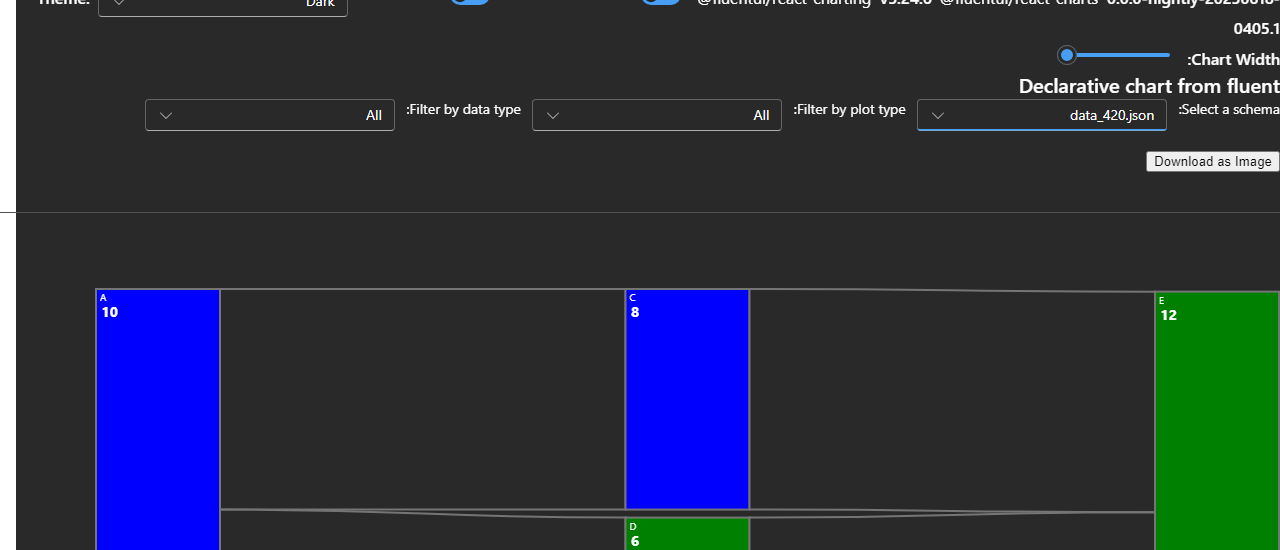 Theme:
Dark
@fluentui/react-charting v5.24.0 @fluentui/react-charts 0.0.0-nightly-20250618-
0405.1
:Chart Width
Declarative chart from fluent
:Select a schema
data_420.json
:Filter by plot type
All
:Filter by data type
All
Download as Image
A
10
C
8
E
12
D
6